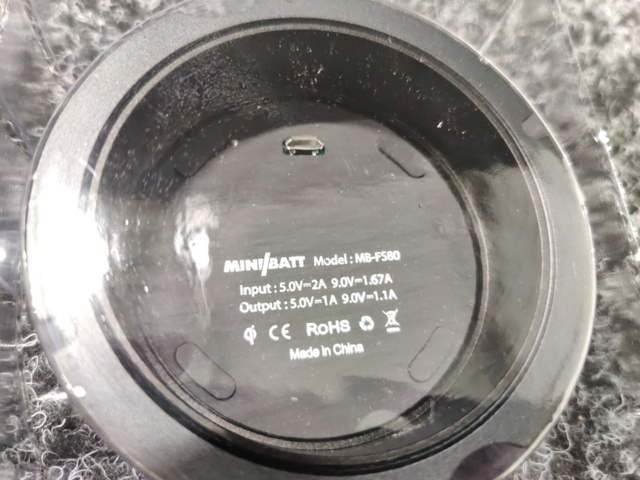 MINI BATT Model : MB-FS80
Input : 5.0V⎓2A 9.0V⎓1.67A
Output : 5.0V⎓1A 9.0V⎓1.1A
CE ROHS
Made in China